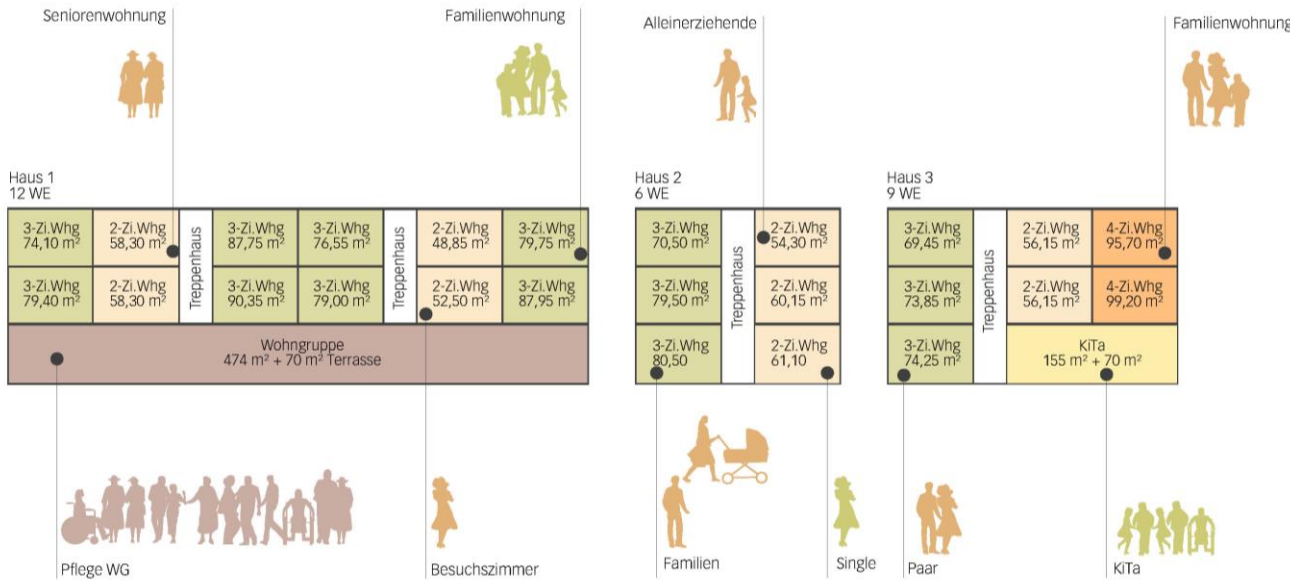 Seniorenwohnung
Familienwohnung
Alleinerziehende
Familienwohnung
Haus 1
12 WE
3-Zi.Whg
74,10 m²
2-Zi.Whg
58,30 m²
Treppenhaus
3-Zi.Whg
87,75 m²
3-Zi.Whg
76,55 m²
Treppenhaus
2-Zi.Whg
48,85 m²
3-Zi.Whg
79,75 m²
3-Zi.Whg
79,40 m²
2-Zi.Whg
58,30 m²
3-Zi.Whg
90,35 m²
3-Zi.Whg
79,00 m²
2-Zi.Whg
52,50 m²
3-Zi.Whg
87,95 m²
Wohngruppe
474 m² + 70 m² Terrasse
Haus 2
6 WE
3-Zi.Whg
70,50 m²
Treppenhaus
2-Zi.Whg
54,30 m²
3-Zi.Whg
79,50 m²
2-Zi.Whg
60,15 m²
3-Zi.Whg
80,50
2-Zi.Whg
61,10
Haus 3
9 WE
3-Zi.Whg
69,45 m²
Treppenhaus
2-Zi.Whg
56,15 m²
4-Zi.Whg
95,70 m²
3-Zi.Whg
73,85 m²
2-Zi.Whg
56,15 m²
4-Zi.Whg
99,20 m²
3-Zi.Whg
74,25 m²
KiTa
155 m² + 70 m²
Pflege WG
Besuchszimmer
Familien
Single
Paar
KiTa